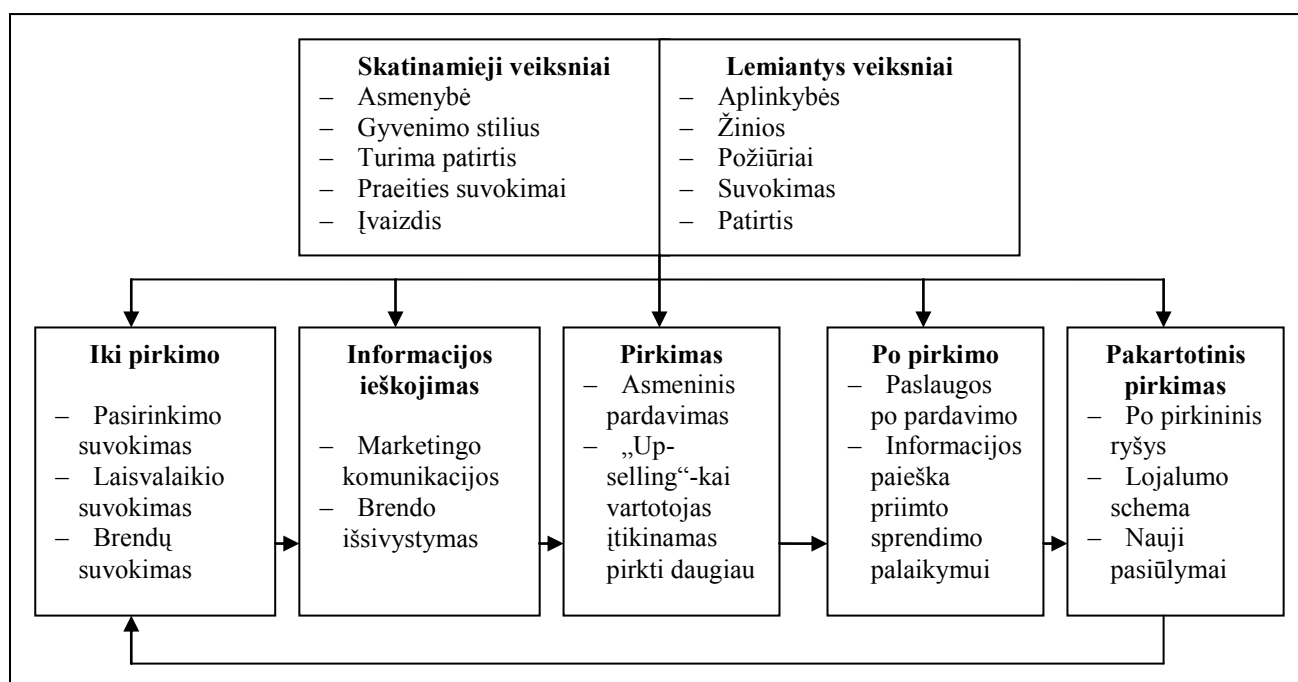 Skatinamieji veiksniai
– Asmenybė
– Gyvenimo stilius
– Turima patirtis
– Praeities suvokimai
– Įvaizdis
Lemiantys veiksniai
– Aplinkybės
– Žinios
– Požiūriai
– Suvokimas
– Patirtis
Iki pirkimo
– Pasirinkimo
suvokimas
– Laisvalaikio
suvokimas
– Brendų
suvokimas
Informacijos
ieškojimas
– Marketingo
komunikacijos
– Brendo
išsivystymas
Pirkimas
– Asmeninis
pardavimas
– „Up-
selling“-kai
vartotojas
įtikinamas
pirkti daugiau
Po pirkimo
– Paslaugos
po pardavimo
– Informacijos
paieška
priimto
sprendimo
palaikymui
Pakartotinis
pirkimas
– Po pirkininis
ryšys
– Lojalumo
schema
– Nauji
pasiūlymai